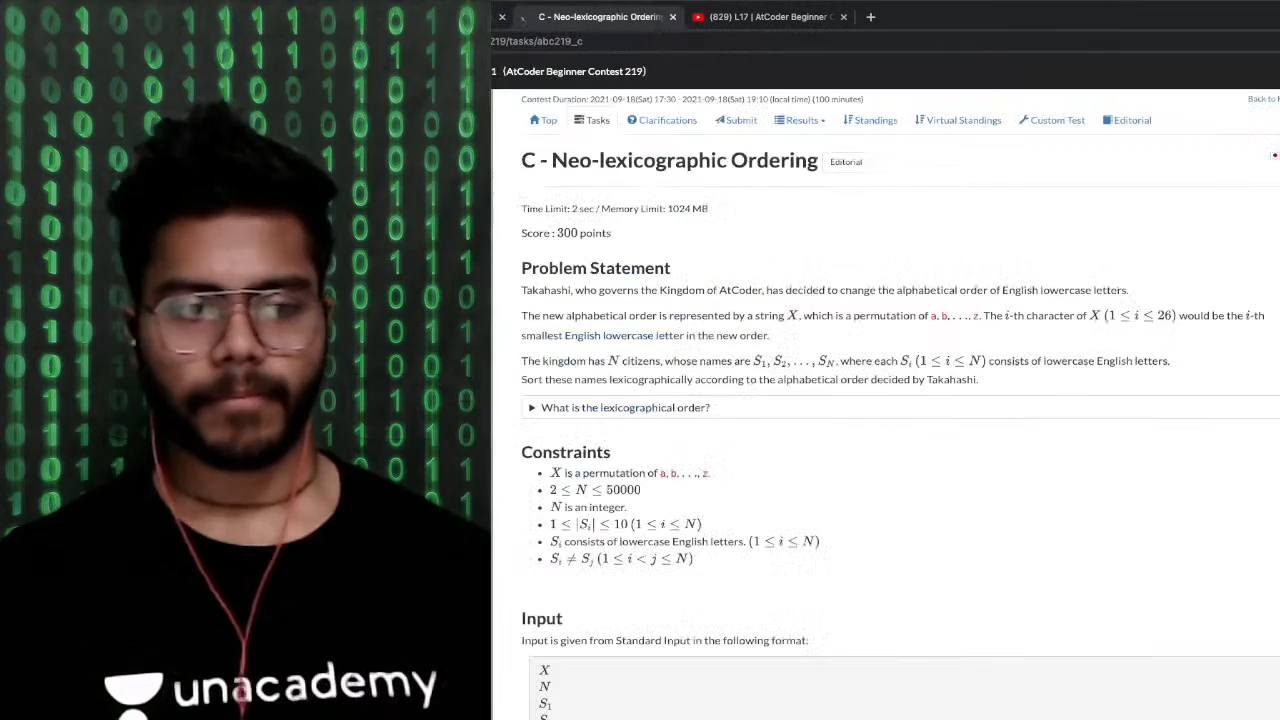 C - Neo-lexicographic Ordering
(829) L17 | AtCoder Beginner C
219/tasks/abc219_c
1 (AtCoder Beginner Contest 219)
Contest Duration: 2021-09-18(Sat) 17:30 - 2021-09-18(Sat) 19:10 (local time) (100 minutes)
Back to
Top Tasks Clarifications Submit Results Standings Virtual Standings Custom Test Editorial
C - Neo-lexicographic Ordering Editorial
Time Limit: 2 sec / Memory Limit: 1024 MB
Score : 300 points
Problem Statement
Takahashi, who governs the Kingdom of AtCoder, has decided to change the alphabetical order of English lowercase letters.
The new alphabetical order is represented by a string X, which is a permutation of a, b, . . ., z. The i-th character of X (1 ≤ i ≤ 26) would be the i-th
smallest English lowercase letter in the new order.
The kingdom has N citizens, whose names are S₁, S₂, . . . , S_N, where each S_i (1 ≤ i ≤ N) consists of lowercase English letters.
Sort these names lexicographically according to the alphabetical order decided by Takahashi.
▶ What is the lexicographical order?
Constraints
• X is a permutation of a, b, . . ., z.
• 2 ≤ N ≤ 50000
• N is an integer.
• 1 ≤ |S_i| ≤ 10 (1 ≤ i ≤ N)
• S_i consists of lowercase English letters. (1 ≤ i ≤ N)
• S_i ≠ S_j (1 ≤ i < j ≤ N)
Input
Input is given from Standard Input in the following format:
X
N
S₁
unacademy